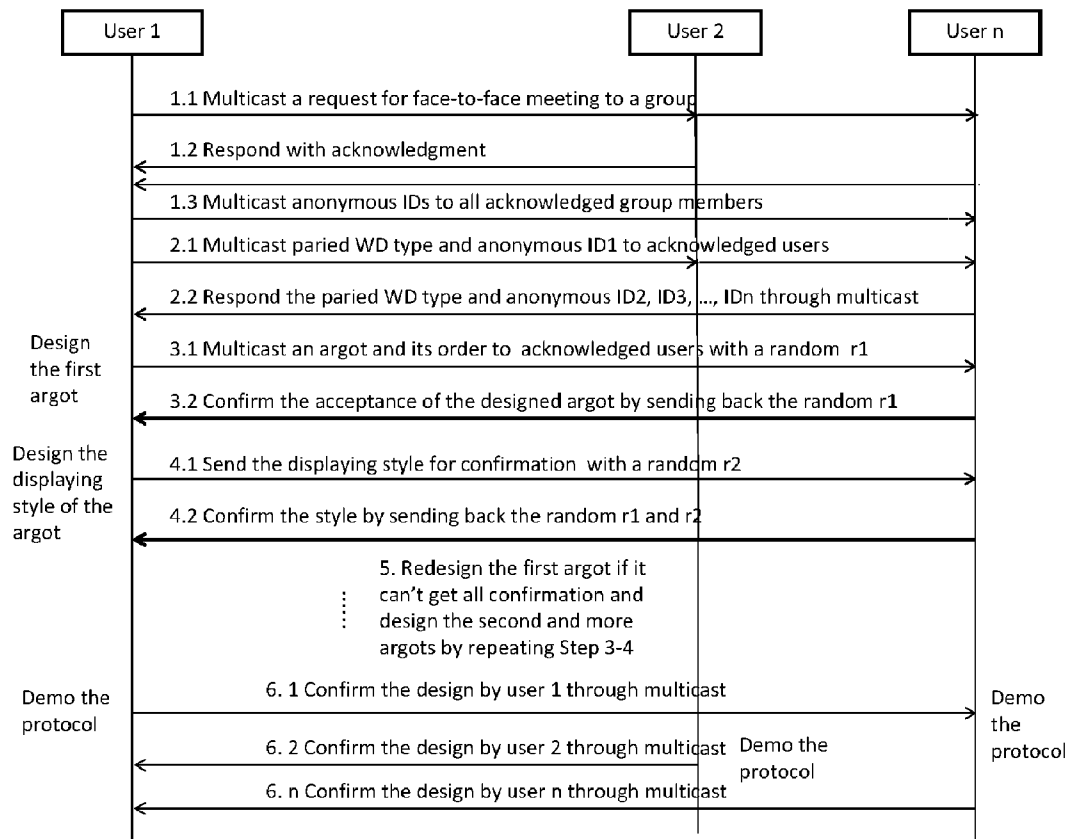 User 1
User 2
User n
1.1 Multicast a request for face-to-face meeting to a group
1.2 Respond with acknowledgment
1.3 Multicast anonymous IDs to all acknowledged group members
2.1 Multicast paried WD type and anonymous ID1 to acknowledged users
2.2 Respond the paried WD type and anonymous ID2, ID3, ..., IDn through multicast
Design
the first
argot
3.1 Multicast an argot and its order to acknowledged users with a random r1
3.2 Confirm the acceptance of the designed argot by sending back the random r1
Design the
displaying
style of the
argot
4.1 Send the displaying style for confirmation with a random r2
4.2 Confirm the style by sending back the random r1 and r2
5. Redesign the first argot if it
can't get all confirmation and
design the second and more
argots by repeating Step 3-4
Demo the
protocol
6. 1 Confirm the design by user 1 through multicast
Demo
the
protocol
6. 2 Confirm the design by user 2 through multicast
Demo the
protocol
6. n Confirm the design by user n through multicast